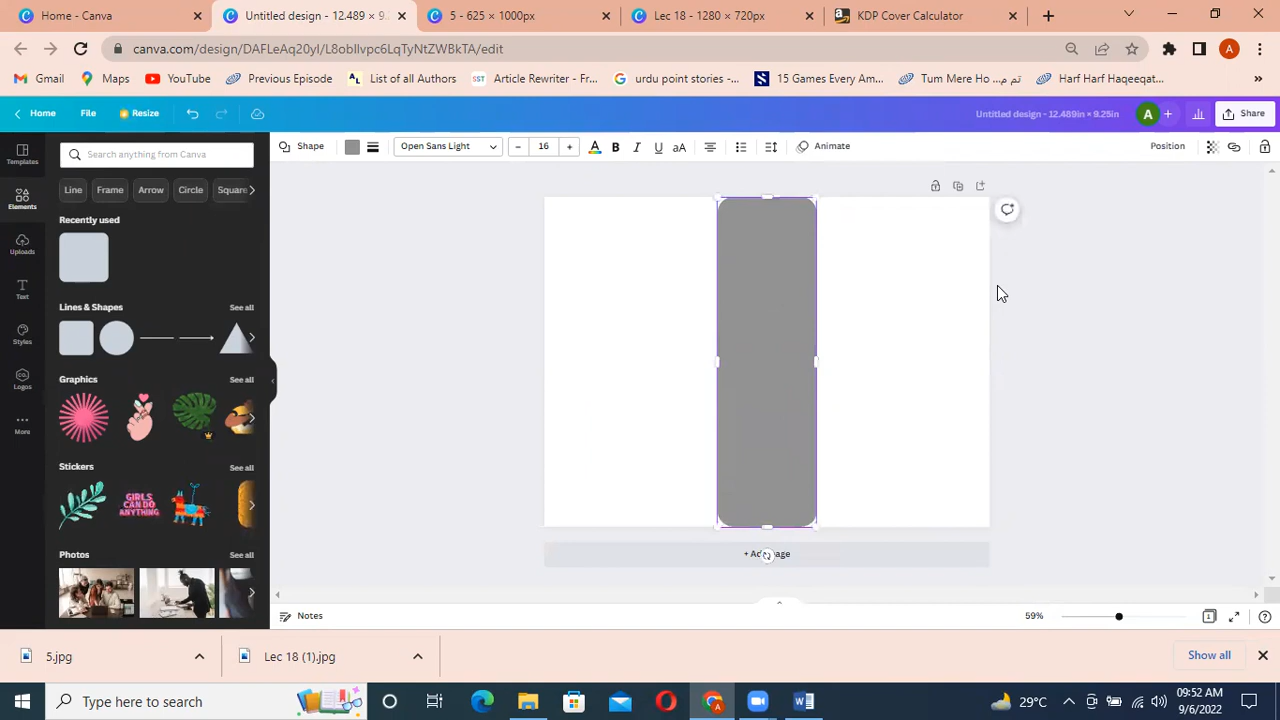 Home - Canva
Untitled design - 12.489 × 9.
5 - 625 × 1000px
Lec 18 - 1280 × 720px
KDP Cover Calculator
canva.com/design/DAFLeAq20yI/L8obIlvpc6LqTyNtZWBkTA/edit
A
Gmail
Maps
YouTube
Previous Episode
List of all Authors
Article Rewriter - Fr...
urdu point stories -...
15 Games Every Am...
Tum Mere Ho ... تم م
Harf Harf Haqeeqat...
Home
File
Resize
Untitled design - 12.489in × 9.25in
A
Share
Templates
Search anything from Canva
Shape
Open Sans Light
16
B
I
U
aA
Animate
Position
Elements
Line
Frame
Arrow
Circle
Square
Recently used
Uploads
Text
Lines & Shapes
See all
Styles
Logos
Graphics
See all
More
Stickers
See all
GIRLS
CAN DO
ANYTHING
Photos
See all
+ Ad
age
Notes
59%
1
5.jpg
Lec 18 (1).jpg
Show all
Type here to search
29°C
09:52 AM
9/6/2022